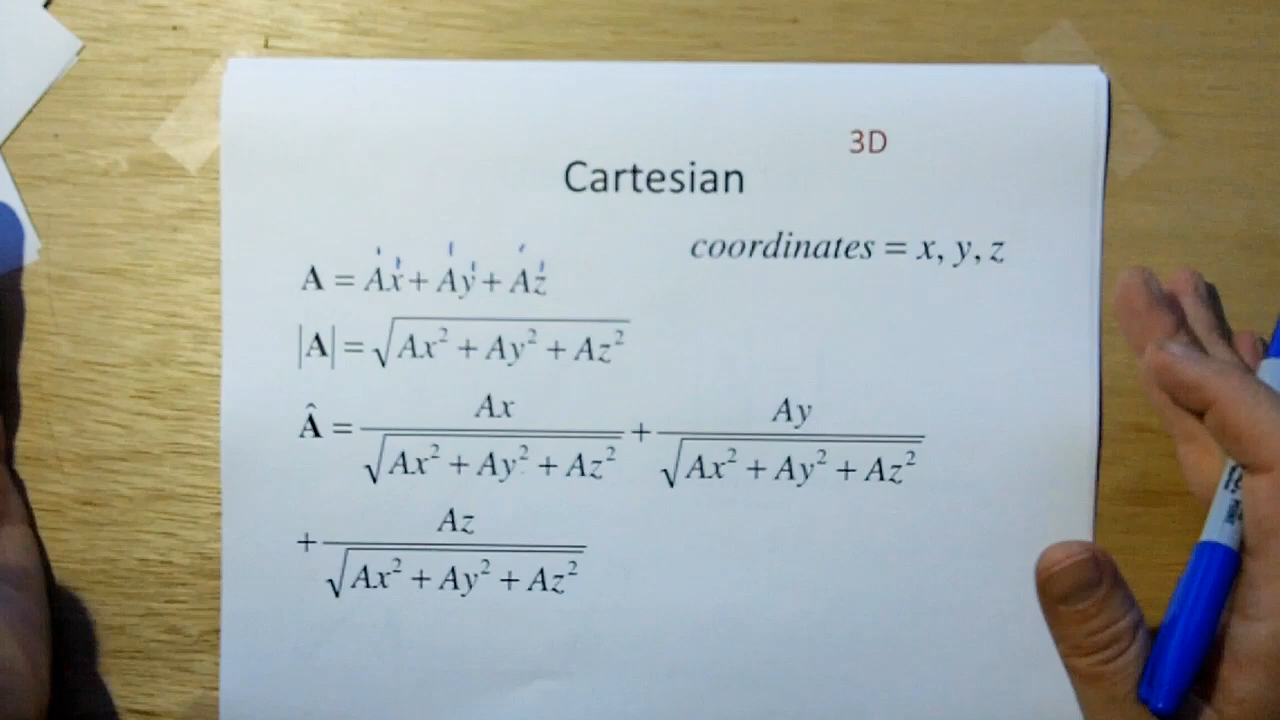 3D
Cartesian
coordinates = x, y, z
A = Ax + Ay + Az
|A| = √(Ax² + Ay² + Az²)
Â = Ax / √(Ax² + Ay² + Az²) + Ay / √(Ax² + Ay² + Az²)
+ Az / √(Ax² + Ay² + Az²)